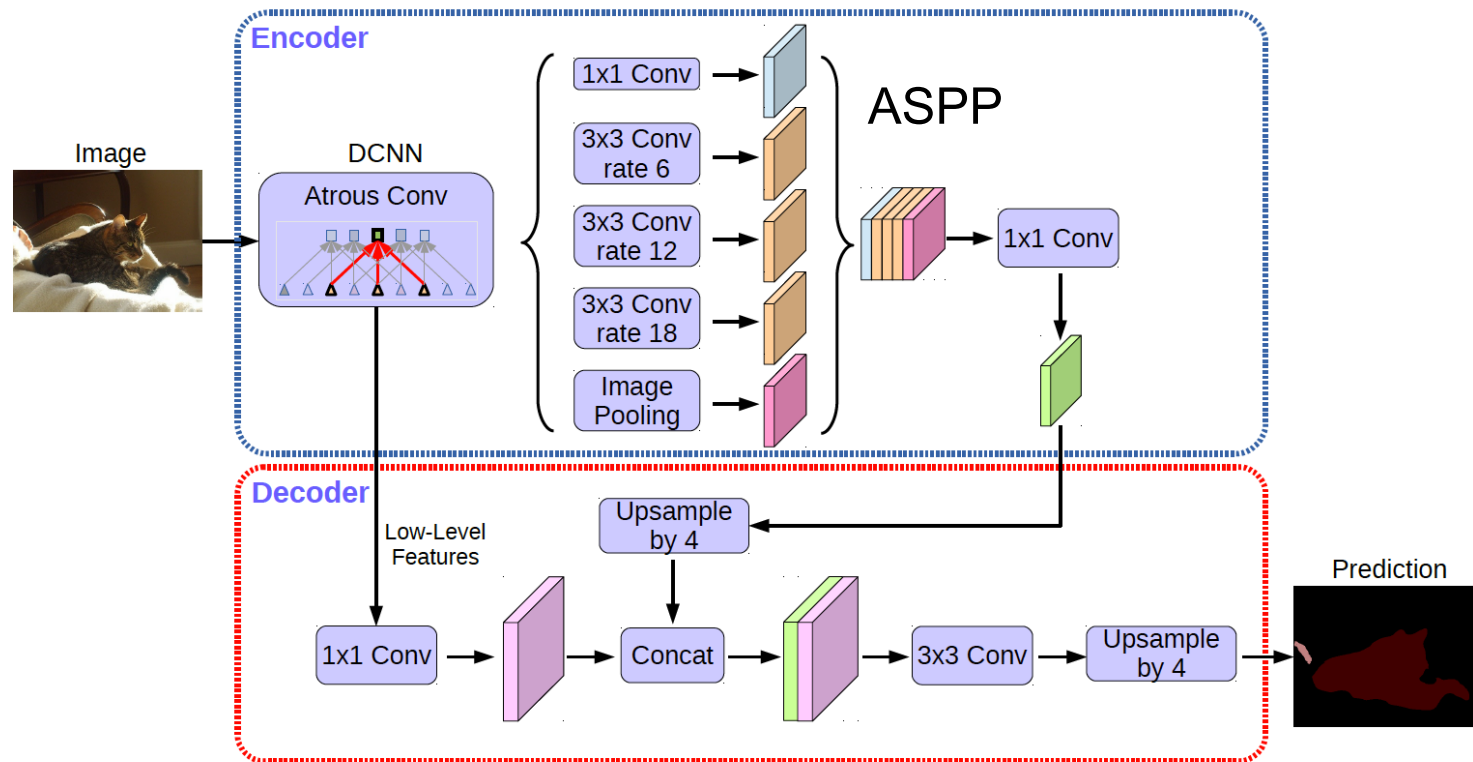 Encoder
1x1 Conv
ASPP
3x3 Conv
rate 6
Image
DCNN
Atrous Conv
3x3 Conv
rate 12
1x1 Conv
3x3 Conv
rate 18
Image
Pooling
Decoder
Upsample
by 4
Low-Level
Features
Prediction
1x1 Conv
Concat
3x3 Conv
Upsample
by 4